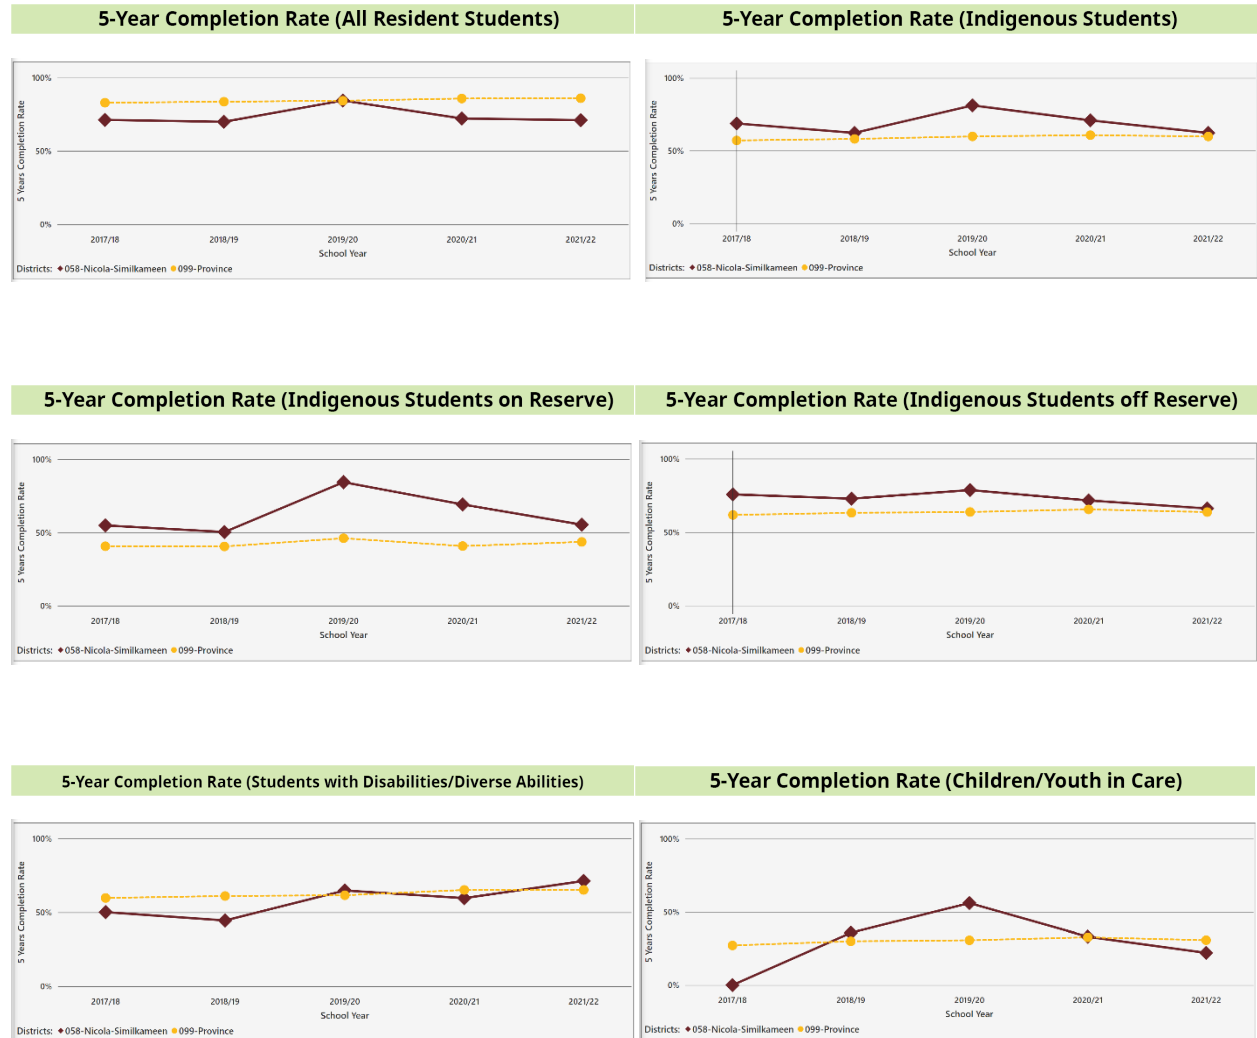 5-Year Completion Rate (All Resident Students)
100%
50%
0%
5 Years Completion Rate
2017/18 2018/19 2019/20 2020/21 2021/22
School Year
Districts: 058-Nicola-Similkameen 099-Province
5-Year Completion Rate (Indigenous Students)
100%
50%
0%
5 Years Completion Rate
2017/18 2018/19 2019/20 2020/21 2021/22
School Year
Districts: 058-Nicola-Similkameen 099-Province
5-Year Completion Rate (Indigenous Students on Reserve)
100%
50%
0%
5 Years Completion Rate
2017/18 2018/19 2019/20 2020/21 2021/22
School Year
Districts: 058-Nicola-Similkameen 099-Province
5-Year Completion Rate (Indigenous Students off Reserve)
100%
50%
0%
5 Years Completion Rate
2017/18 2018/19 2019/20 2020/21 2021/22
School Year
Districts: 058-Nicola-Similkameen 099-Province
5-Year Completion Rate (Students with Disabilities/Diverse Abilities)
100%
50%
0%
5 Years Completion Rate
2017/18 2018/19 2019/20 2020/21 2021/22
School Year
Districts: 058-Nicola-Similkameen 099-Province
5-Year Completion Rate (Children/Youth in Care)
100%
50%
0%
5 Years Completion Rate
2017/18 2018/19 2019/20 2020/21 2021/22
School Year
Districts: 058-Nicola-Similkameen 099-Province